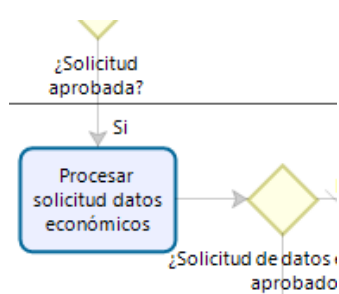 ¿Solicitud
aprobada?
Si
Procesar
solicitud datos
económicos
¿Solicitud de datos
aprobado